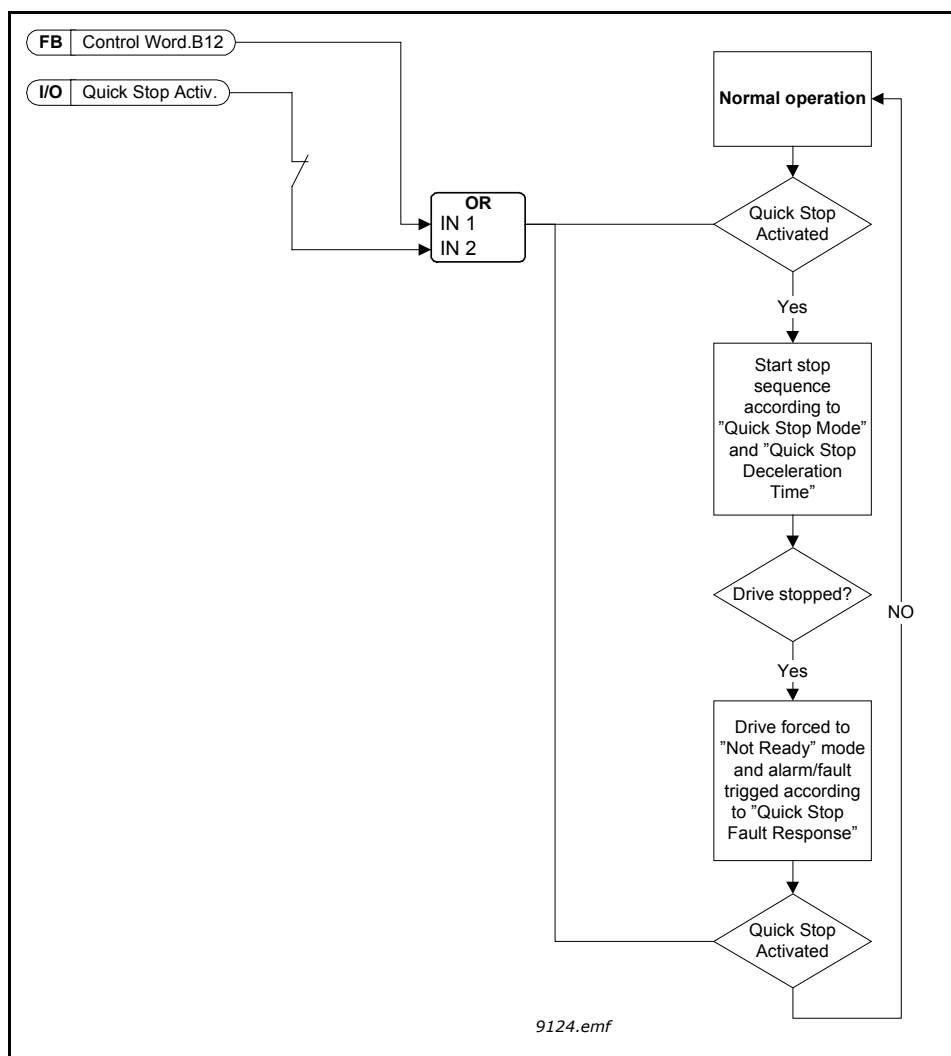 FB Control Word.B12
I/O Quick Stop Activ.
OR
IN 1
IN 2
Normal operation
Quick Stop
Activated
Yes
Start stop
sequence
according to
”Quick Stop Mode”
and ”Quick Stop
Deceleration
Time”
Drive stopped?
NO
Yes
Drive forced to
”Not Ready” mode
and alarm/fault
trigged according
to ”Quick Stop
Fault Response”
Quick Stop
Activated
9124.emf